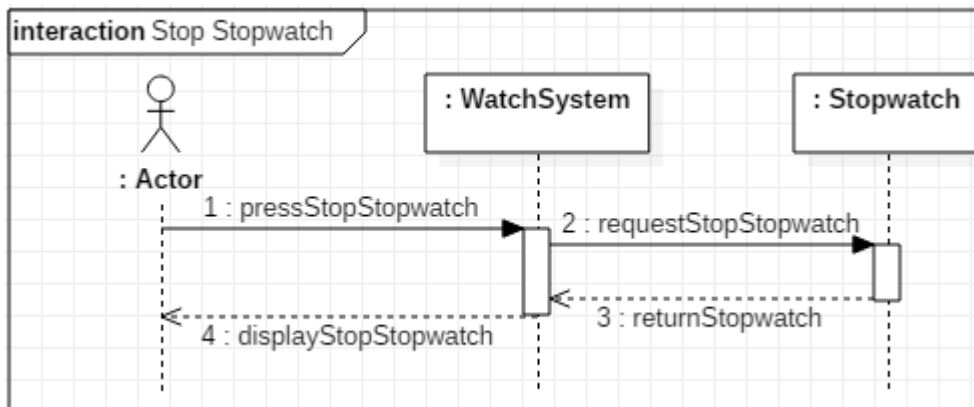 interaction Stop Stopwatch
: WatchSystem
: Stopwatch
: Actor
1 : pressStopStopwatch
2 : requestStopStopwatch
3 : returnStopwatch
4 : displayStopStopwatch